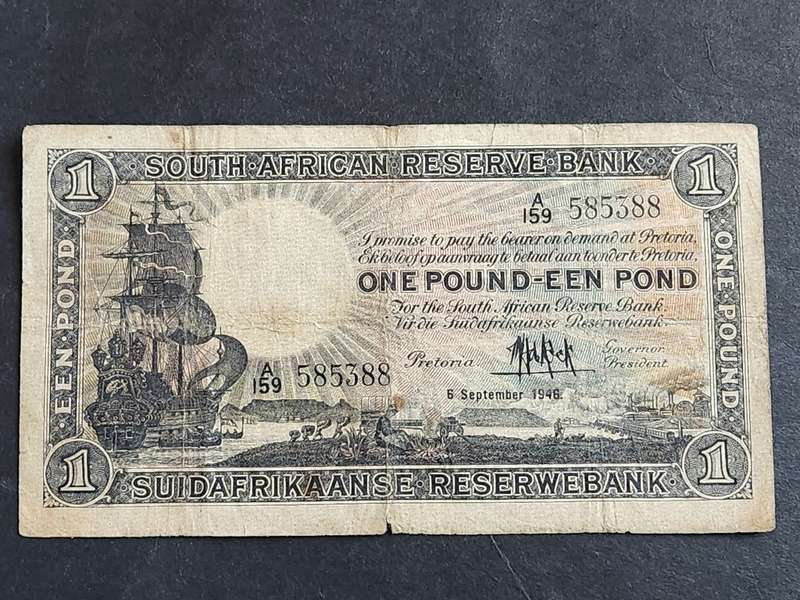 SOUTH·AFRICAN RESERVE·BANK·
1
1
A
159 585388
I promise to pay the bearer on demand at Pretoria,
Ek beloof op aanvraag te betaal aan toonder te Pretoria,
ONE POUND-EEN POND
For the South African Reserve Bank.
Vir die Suidafrikaanse Reserwebank.
A
159 585388
Pretoria
Governor
President.
6 September 1946.
·EEN POND·
ONE·POUND·
1
1
SUIDAFRIKAANSE·RESERWEBANK·